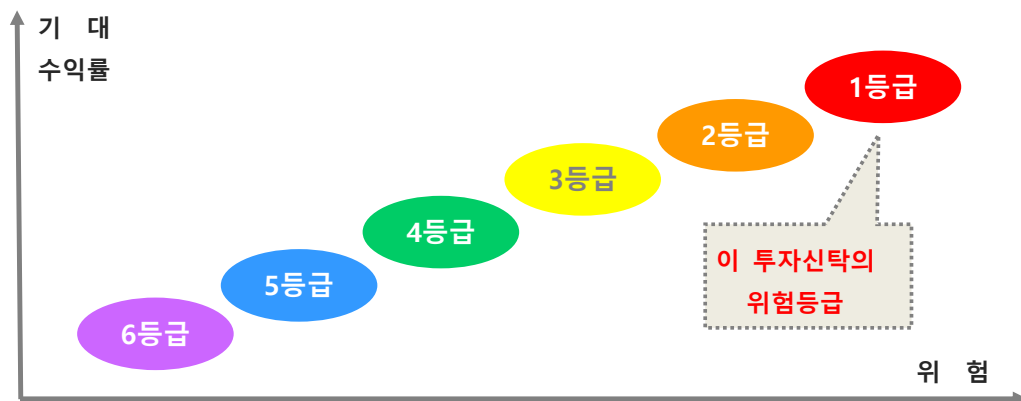 기 대
수익률
1등급
2등급
3등급
4등급
5등급
6등급
이 투자신탁의
위험등급
위 험